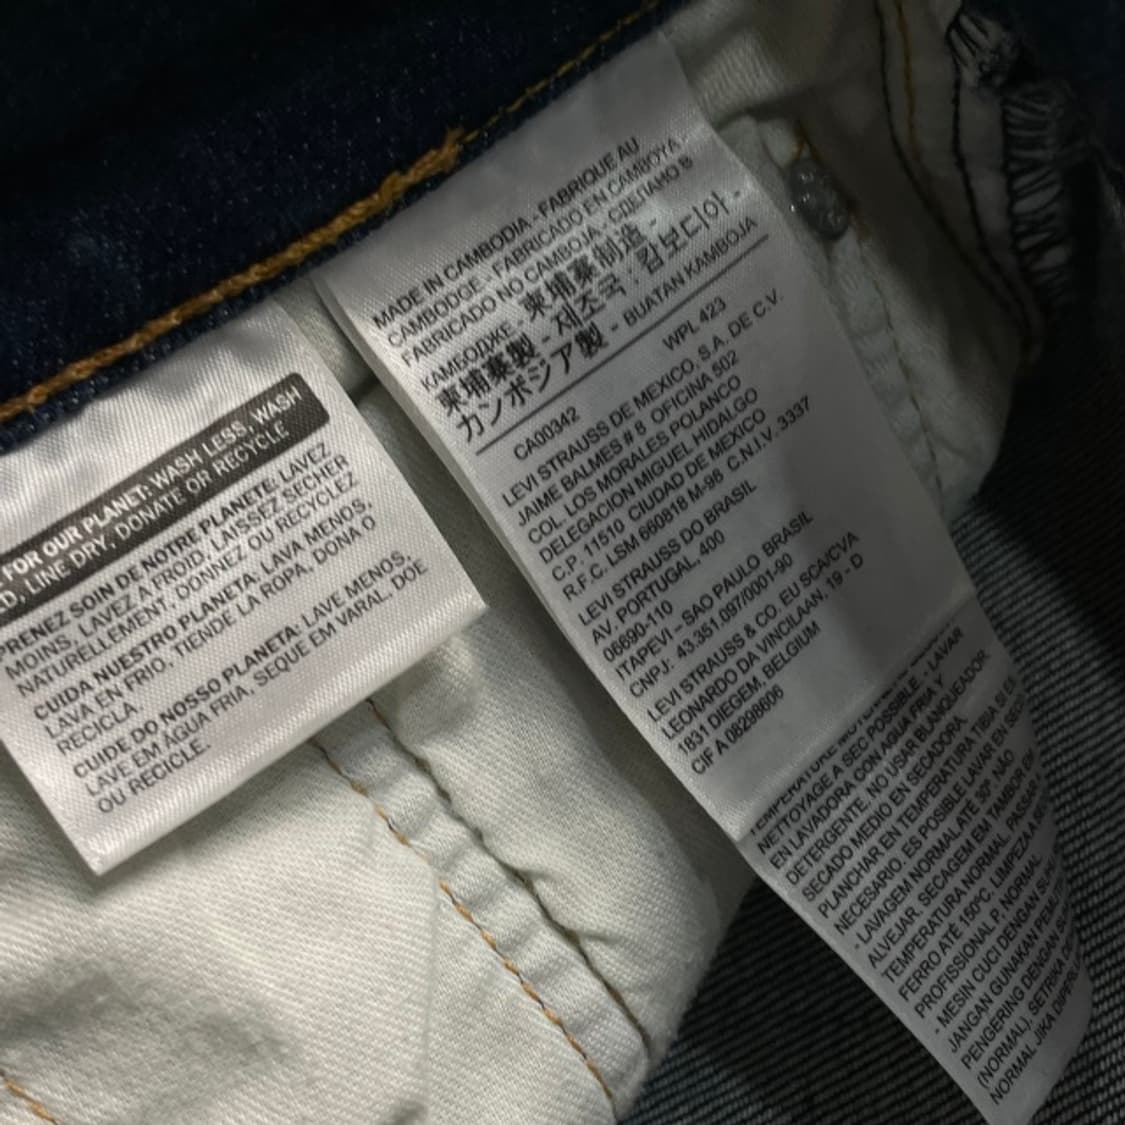 FOR OUR PLANET: WASH LESS, WASH
LINE DRY, DONATE OR RECYCLE
PRENEZ SOIN DE NOTRE PLANETE: LAVEZ
MOINS, LAVEZ A FROID, LAISSEZ SECHER
NATURELLEMENT, DONNEZ OU RECYCLEZ
CUIDA NUESTRO PLANETA: LAVA MENOS,
LAVA EN FRIO, TIENDE LA ROPA, DONA O
RECICLA.
CUIDE DO NOSSO PLANETA: LAVE MENOS,
LAVE EM ÁGUA FRIA, SEQUE EM VARAL, DOE
OU RECICLE.
MADE IN CAMBODIA - FABRIQUE AU
CAMBODGE - FABRICADO EN CAMBOYA -
FABRICADO NO CAMBOJA - СДЕЛАНО В
КАМБОДЖЕ - 柬埔寨制造 -
柬埔寨製 - 제조국: 캄보디아 -
カンボジア製 - BUATAN KAMBOJA
CA00342 WPL 423
LEVI STRAUSS DE MEXICO, S.A. DE C.V.
JAIME BALMES # 8 OFICINA 502
COL. LOS MORALES POLANCO
DELEGACION MIGUEL HIDALGO
C.P. 11510 CIUDAD DE MEXICO
R.F.C. LSM 660818 M-98 C.N.I.V. 3337
LEVI STRAUSS DO BRASIL
AV. PORTUGAL, 400
06690-110
ITAPEVI – SAO PAULO BRASIL
CNPJ: 43.351.097/0001-90
LEVI STRAUSS & CO. EU SCA/CVA
LEONARDO DA VINCILAAN, 19 - D
1831 DIEGEM, BELGIUM
CIF A 08298606
NETTOYAGE A SEC POSSIBLE. - LAVAR
EN LAVADORA CON AGUA FRIA Y
DETERGENTE. NO USAR BLANQUEADOR
SECADO MEDIO EN SECADORA.
PLANCHAR EN TEMPERATURA TIBIA SI ES
NECESARIO. ES POSIBLE LAVAR EN
- LAVAGEM NORMAL ATÉ 30º NÃO
ALVEJAR. SECAGEM EM TAMBOR
TEMPERATURA NORMAL. PASSAR
FERRO ATÉ 150ºC. LIMPEZA A
PROFISSIONAL P. NORMAL
- MESIN CUCI DENGAN
JANGAN GUNAKAN
PENGERING DENGAN
(NORMAL). SETRIKA
NORMAL JIKA